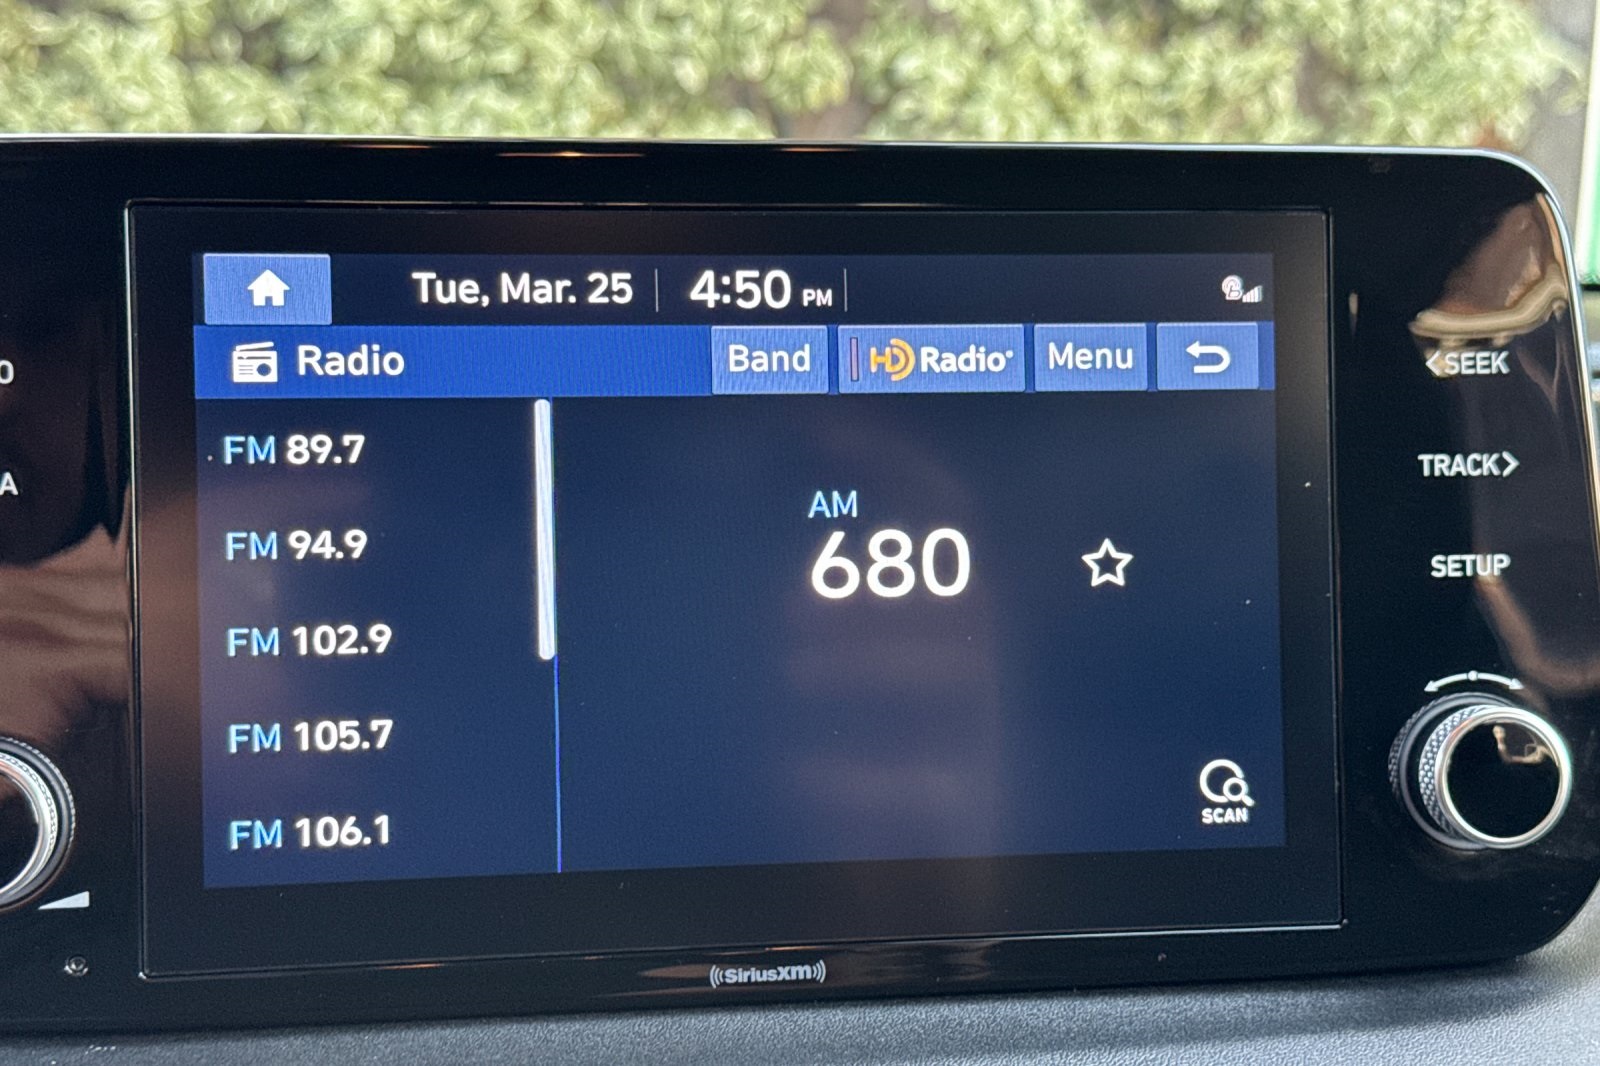 Tue, Mar. 25 4:50 PM
Radio Band HD Radio® Menu
FM 89.7
FM 94.9
FM 102.9
FM 105.7
FM 106.1
AM
680
SCAN
SEEK
TRACK
SETUP
O
A
((SiriusXM))